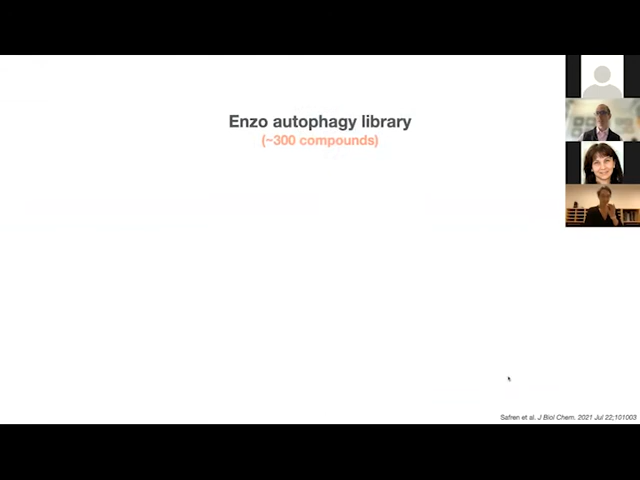 Enzo autophagy library
(~300 compounds)
Safren et al. J Biol Chem. 2021 Jul 22;101003